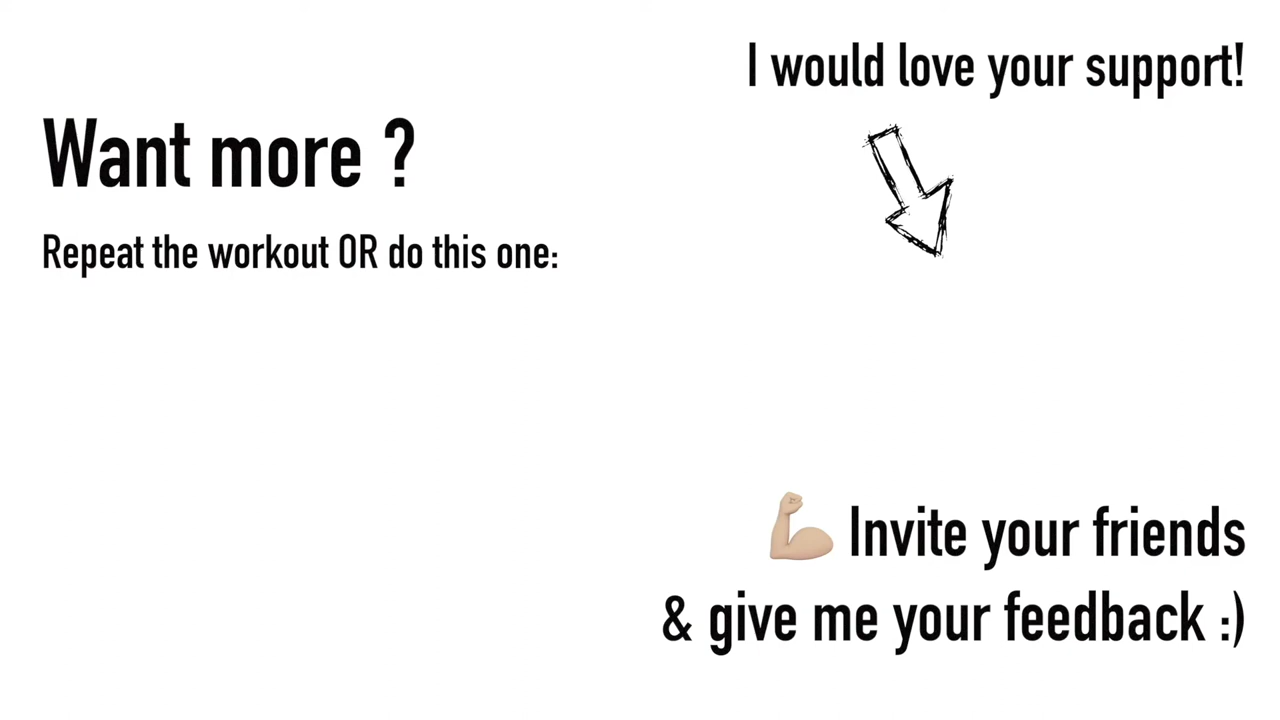 I would love your support!
Want more ?
Repeat the workout OR do this one:
💪🏼 Invite your friends
& give me your feedback :)